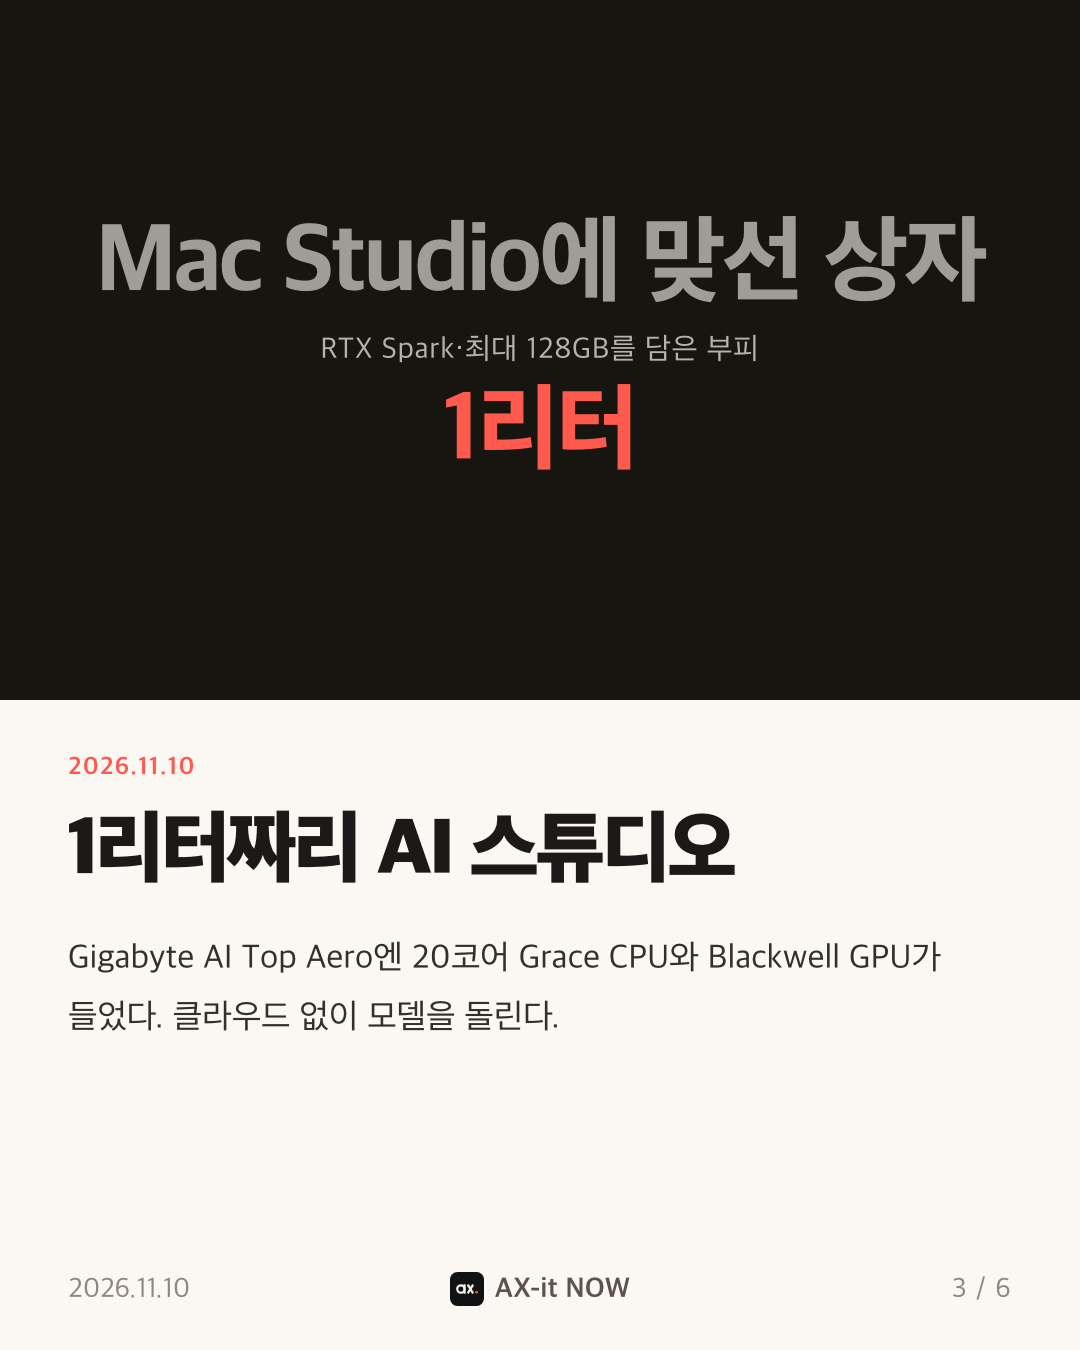 Mac Studio에 맞선 상자
RTX Spark·최대 128GB를 담은 부피
1리터
2026.11.10
1리터짜리 AI 스튜디오
Gigabyte AI Top Aero엔 20코어 Grace CPU와 Blackwell GPU가
들었다. 클라우드 없이 모델을 돌린다.
2026.11.10
ax. AX-it NOW
3 / 6